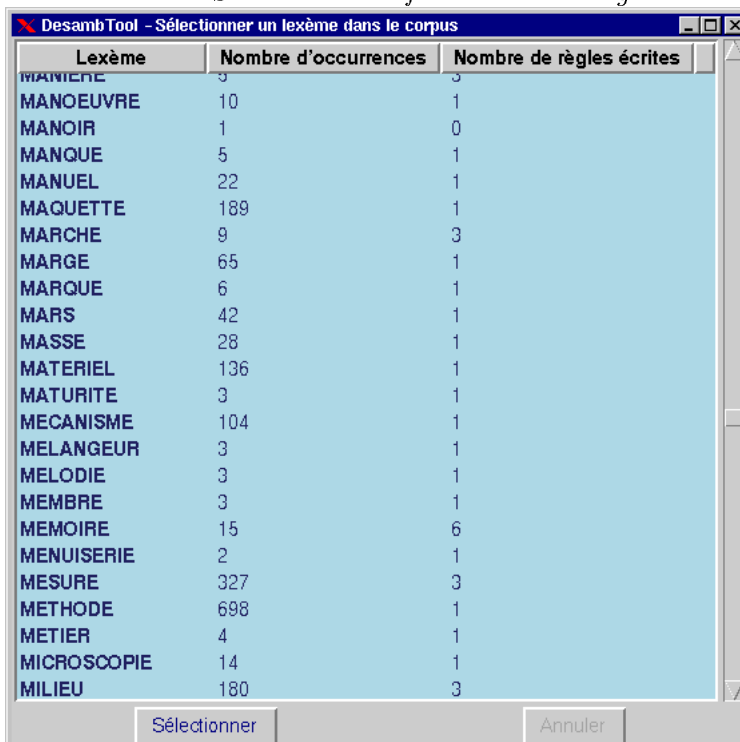 DesambTool - Sélectionner un lexème dans le corpus
Lexème Nombre d'occurrences Nombre de règles écrites
MANIERE 5 3
MANOEUVRE 10 1
MANOIR 1 0
MANQUE 5 1
MANUEL 22 1
MAQUETTE 189 1
MARCHE 9 3
MARGE 65 1
MARQUE 6 1
MARS 42 1
MASSE 28 1
MATERIEL 136 1
MATURITE 3 1
MECANISME 104 1
MELANGEUR 3 1
MELODIE 3 1
MEMBRE 3 1
MEMOIRE 15 6
MENUISERIE 2 1
MESURE 327 3
METHODE 698 1
METIER 4 1
MICROSCOPIE 14 1
MILIEU 180 3
Sélectionner Annuler